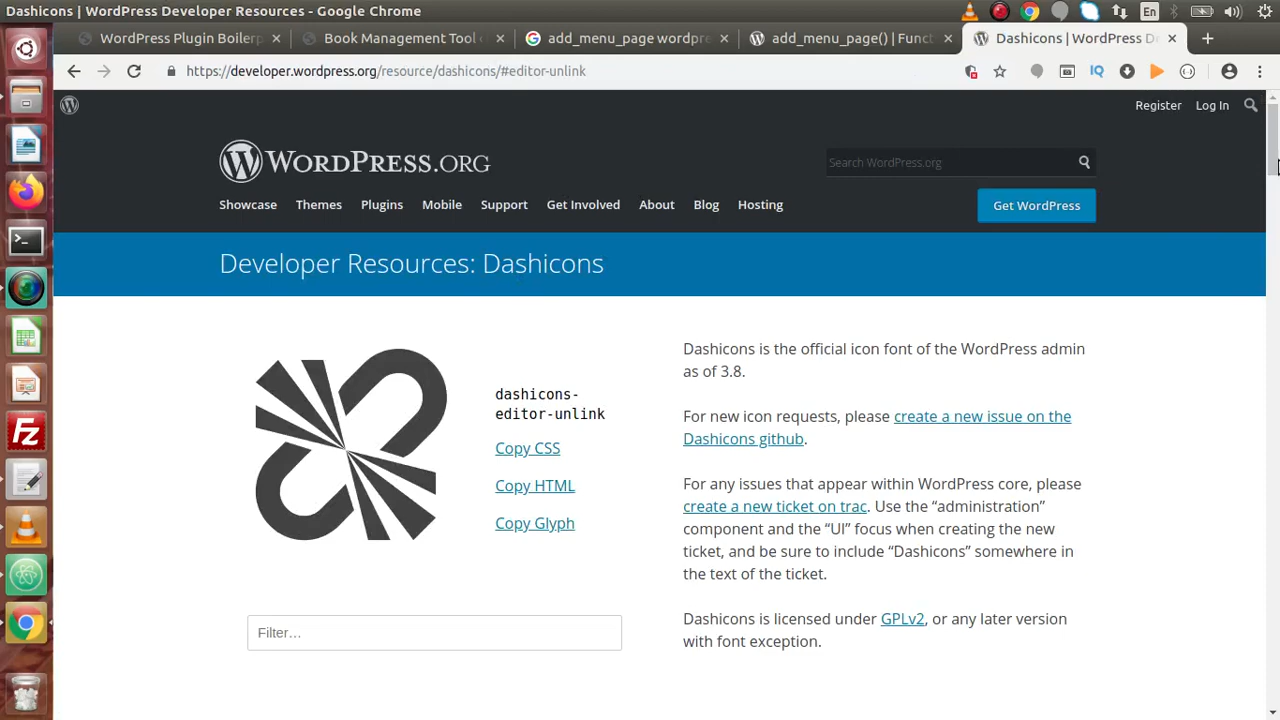 Dashicons | WordPress Developer Resources - Google Chrome
En
WordPress Plugin Boilerp
Book Management Tool
add_menu_page wordpre
add_menu_page() | Funct
Dashicons | WordPress De
https://developer.wordpress.org/resource/dashicons/#editor-unlink
IQ
Register
Log In
WORDPRESS.ORG
Search WordPress.org
Showcase
Themes
Plugins
Mobile
Support
Get Involved
About
Blog
Hosting
Get WordPress
Developer Resources: Dashicons
dashicons-
editor-unlink
Copy CSS
Copy HTML
Copy Glyph
Filter…
Dashicons is the official icon font of the WordPress admin
as of 3.8.
For new icon requests, please create a new issue on the
Dashicons github.
For any issues that appear within WordPress core, please
create a new ticket on trac. Use the “administration”
component and the “UI” focus when creating the new
ticket, and be sure to include “Dashicons” somewhere in
the text of the ticket.
Dashicons is licensed under GPLv2, or any later version
with font exception.